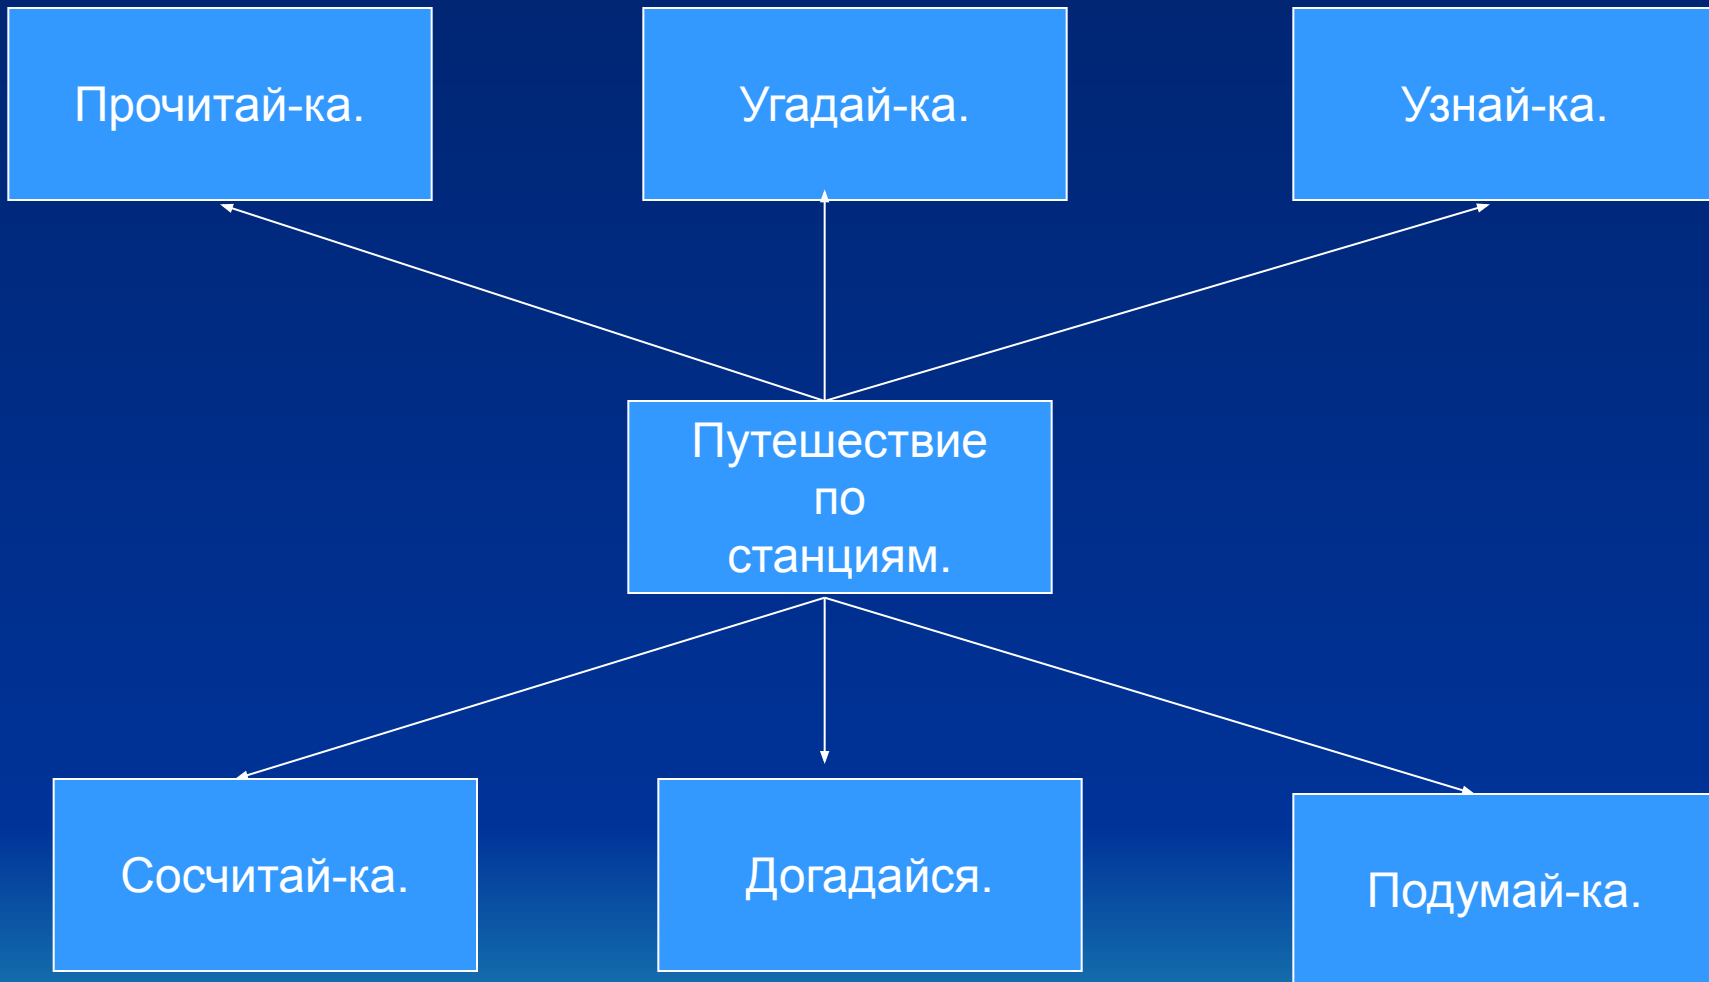 Прочитай-ка.
Угадай-ка.
Узнай-ка.
Путешествие
по
станциям.
Сосчитай-ка.
Догадайся.
Подумай-ка.